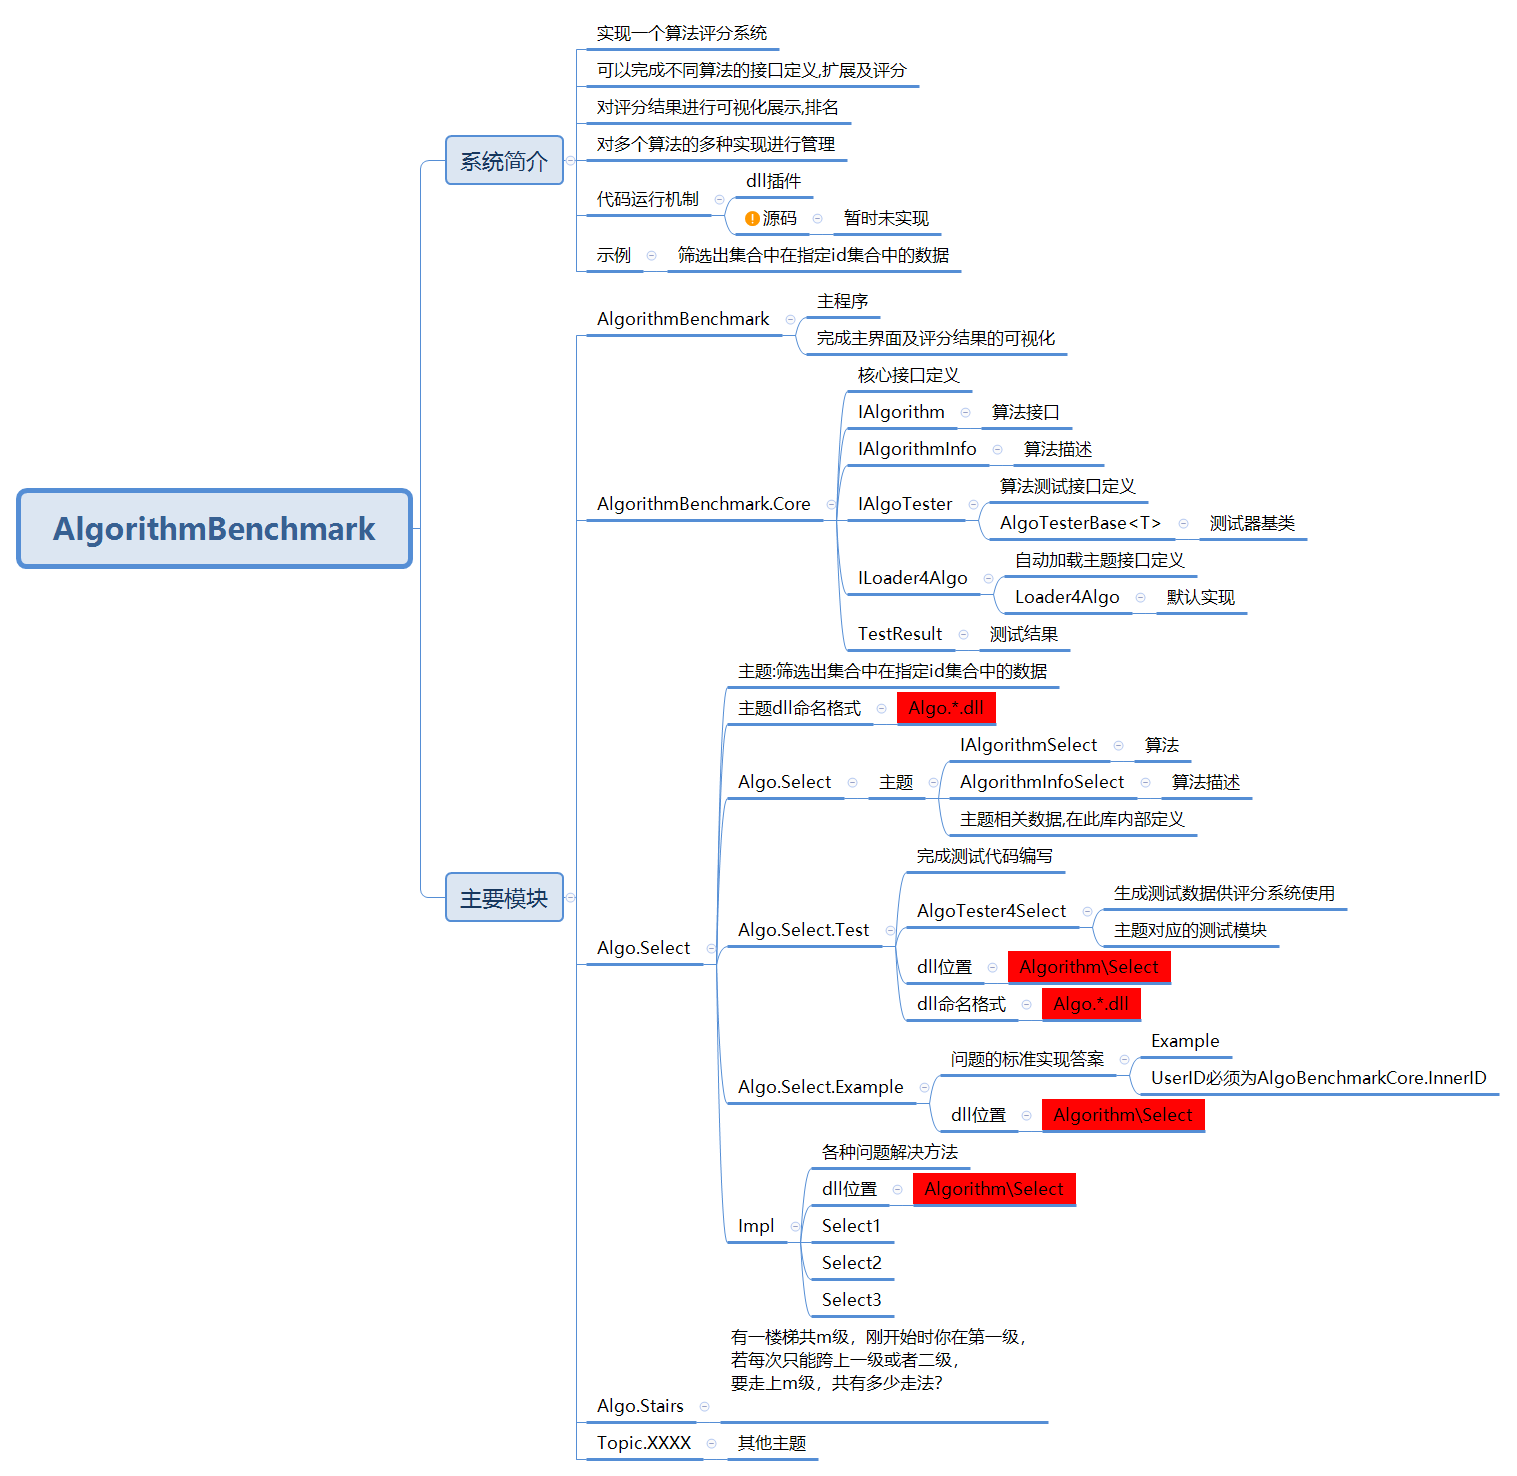 AlgorithmBenchmark
系统简介
实现一个算法评分系统
可以完成不同算法的接口定义,扩展及评分
对评分结果进行可视化展示,排名
对多个算法的多种实现进行管理
代码运行机制
dll插件
源码
暂时未实现
示例
筛选出集合中在指定id集合中的数据
主要模块
AlgorithmBenchmark
主程序
完成主界面及评分结果的可视化
AlgorithmBenchmark.Core
核心接口定义
IAlgorithm
算法接口
IAlgorithmInfo
算法描述
IAlgoTester
算法测试接口定义
AlgoTesterBase<T>
测试器基类
ILoader4Algo
自动加载主题接口定义
Loader4Algo
默认实现
TestResult
测试结果
Algo.Select
主题:筛选出集合中在指定id集合中的数据
主题dll命名格式
Algo.*.dll
Algo.Select
主题
IAlgorithmSelect
算法
AlgorithmInfoSelect
算法描述
主题相关数据,在此库内部定义
Algo.Select.Test
完成测试代码编写
AlgoTester4Select
生成测试数据供评分系统使用
主题对应的测试模块
dll位置
Algorithm\Select
dll命名格式
Algo.*.dll
Algo.Select.Example
问题的标准实现答案
Example
UserID必须为AlgoBenchmarkCore.InnerID
dll位置
Algorithm\Select
Impl
各种问题解决方法
dll位置
Algorithm\Select
Select1
Select2
Select3
Algo.Stairs
有一楼梯共m级，刚开始时你在第一级，
若每次只能跨上一级或者二级，
要走上m级，共有多少走法？
Topic.XXXX
其他主题